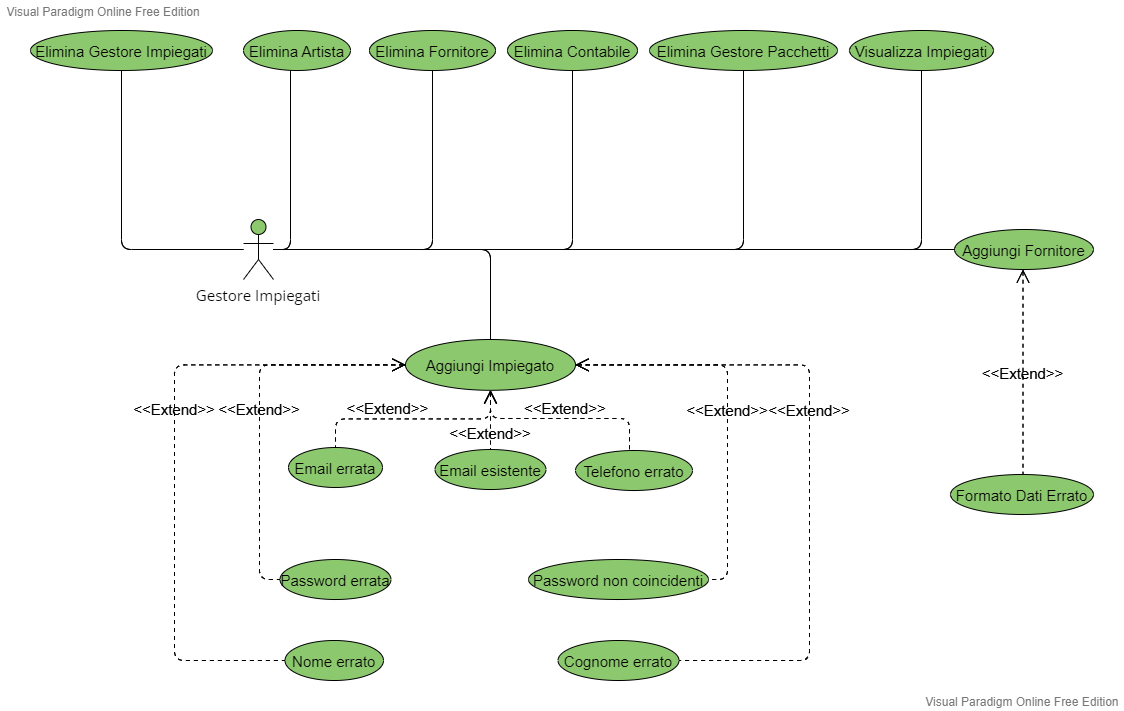 Visual Paradigm Online Free Edition
Elimina Gestore Impiegati
Elimina Artista
Elimina Fornitore
Elimina Contabile
Elimina Gestore Pacchetti
Visualizza Impiegati
Aggiungi Fornitore
Gestore Impiegati
Aggiungi Impiegato
<<Extend>>
<<Extend>>
<<Extend>>
<<Extend>>
<<Extend>>
<<Extend>>
<<Extend>>
<<Extend>>
Email errata
Email esistente
Telefono errato
Formato Dati Errato
Password errata
Password non coincidenti
Nome errato
Cognome errato
Visual Paradigm Online Free Edition